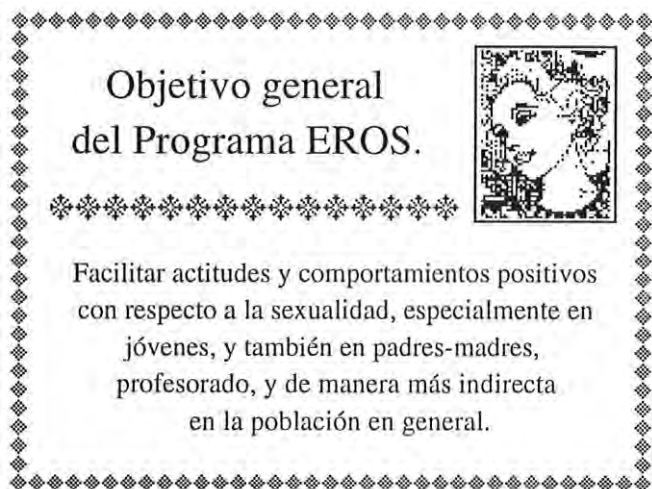 Objetivo general
del Programa EROS.
Facilitar actitudes y comportamientos positivos
con respecto a la sexualidad, especialmente en
jóvenes, y también en padres-madres,
profesorado, y de manera más indirecta
en la población en general.